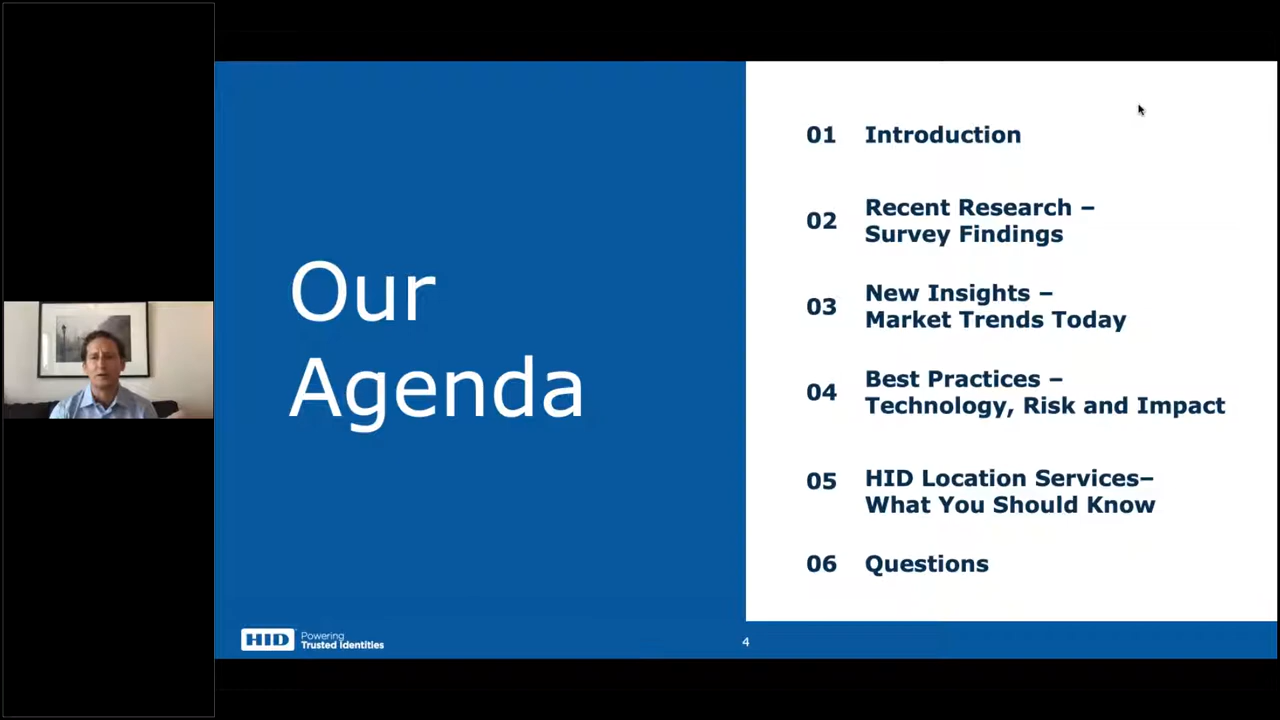 Our
Agenda
01 Introduction
02 Recent Research –
Survey Findings
03 New Insights –
Market Trends Today
04 Best Practices –
Technology, Risk and Impact
05 HID Location Services–
What You Should Know
06 Questions
HID Powering
Trusted Identities
4